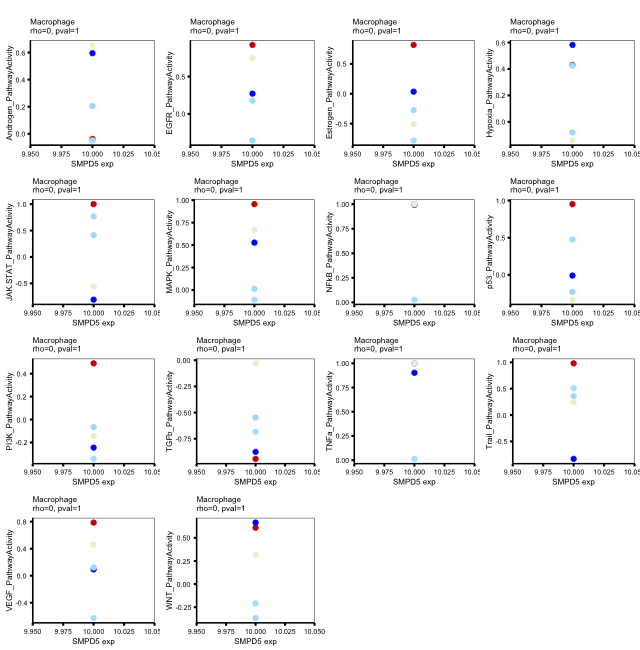 Macrophage
rho=0, pval=1
Androgen_PathwayActivity
0.6
0.4
0.2
0.0
9.950 9.975 10.000 10.025 10.05
SMPD5 exp
Macrophage
rho=0, pval=1
EGFR_PathwayActivity
0.5
0.0
9.950 9.975 10.000 10.025 10.05
SMPD5 exp
Macrophage
rho=0, pval=1
Estrogen_PathwayActivity
0.5
0.0
-0.5
9.950 9.975 10.000 10.025 10.05
SMPD5 exp
Macrophage
rho=0, pval=1
Hypoxia_PathwayActivity
0.6
0.4
0.2
0.0
9.950 9.975 10.000 10.025 10.05
SMPD5 exp
Macrophage
rho=0, pval=1
JAK.STAT_PathwayActivity
1.0
0.5
0.0
-0.5
9.950 9.975 10.000 10.025 10.05
SMPD5 exp
Macrophage
rho=0, pval=1
MAPK_PathwayActivity
1.00
0.75
0.50
0.25
0.00
9.950 9.975 10.000 10.025 10.05
SMPD5 exp
Macrophage
rho=0, pval=1
NFkB_PathwayActivity
1.00
0.75
0.50
0.25
0.00
9.950 9.975 10.000 10.025 10.05
SMPD5 exp
Macrophage
rho=0, pval=1
p53_PathwayActivity
1.0
0.5
0.0
9.950 9.975 10.000 10.025 10.05
SMPD5 exp
Macrophage
rho=0, pval=1
PI3K_PathwayActivity
0.4
0.2
0.0
-0.2
9.950 9.975 10.000 10.025 10.05
SMPD5 exp
Macrophage
rho=0, pval=1
TGFb_PathwayActivity
0.00
-0.25
-0.50
-0.75
9.950 9.975 10.000 10.025 10.05
SMPD5 exp
Macrophage
rho=0, pval=1
TNFa_PathwayActivity
1.00
0.75
0.50
0.25
0.00
9.950 9.975 10.000 10.025 10.05
SMPD5 exp
Macrophage
rho=0, pval=1
Trail_PathwayActivity
1.0
0.5
0.0
-0.5
9.950 9.975 10.000 10.025 10.05
SMPD5 exp
Macrophage
rho=0, pval=1
VEGF_PathwayActivity
0.8
0.4
0.0
-0.4
9.950 9.975 10.000 10.025 10.05
SMPD5 exp
Macrophage
rho=0, pval=1
WNT_PathwayActivity
0.50
0.25
0.00
-0.25
9.950 9.975 10.000 10.025 10.050
SMPD5 exp